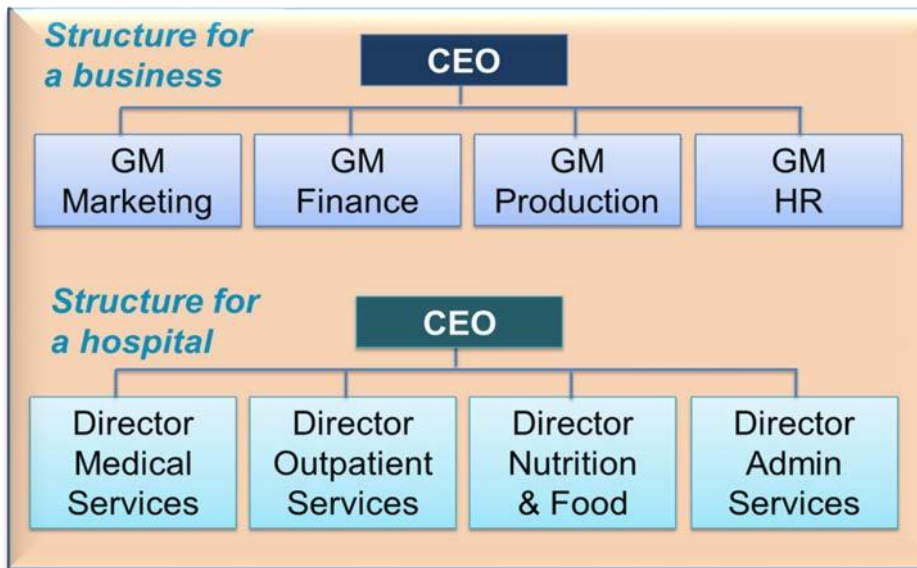 Structure for
a business
CEO
GM
Marketing
GM
Finance
GM
Production
GM
HR
Structure for
a hospital
CEO
Director
Medical
Services
Director
Outpatient
Services
Director
Nutrition
& Food
Director
Admin
Services